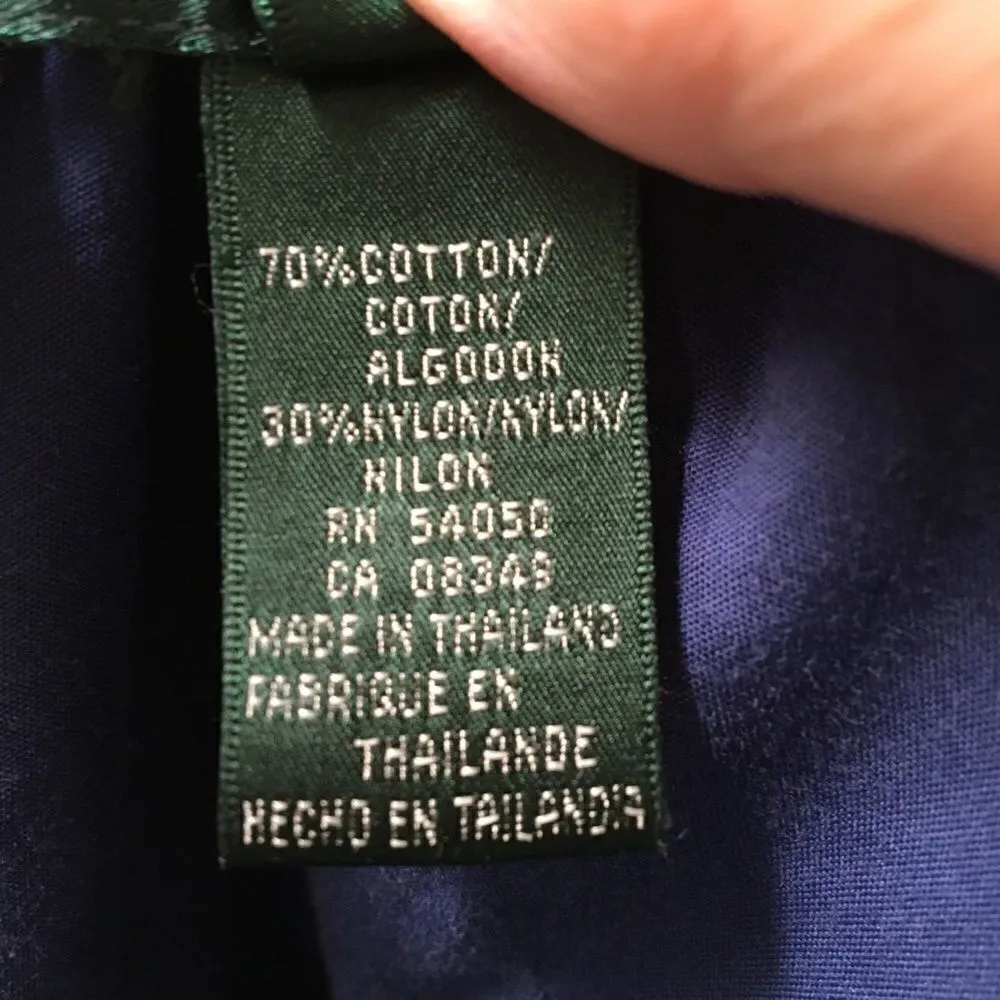 70%COTTON/
COTON/
ALGODON
30%NYLON/NYLON/
NILON
RN 54050
CA 08349
MADE IN THAILAND
FABRIQUE EN
THAILANDE
HECHO EN TAILANDIA